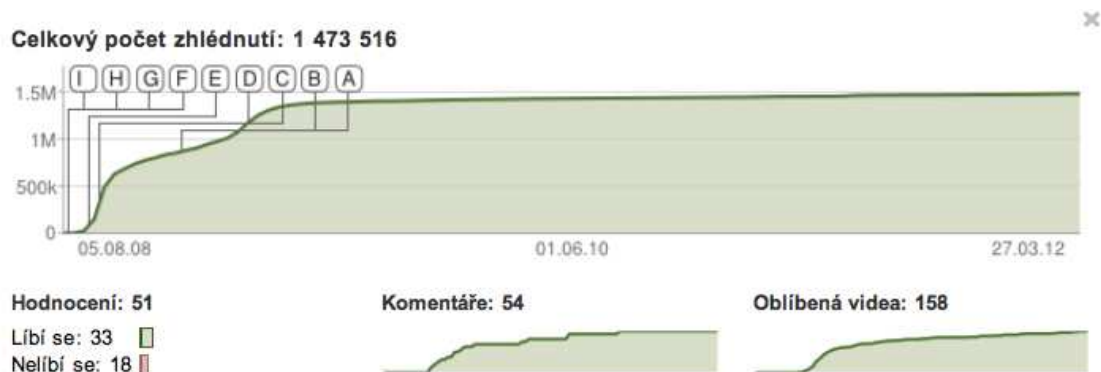 Celkový počet zhlédnutí: 1 473 516
I H G F E D C B A
1.5M
1M
500k
0
05.08.08 01.06.10 27.03.12
Hodnocení: 51 Komentáře: 54 Oblíbená videa: 158
Líbí se: 33
Nelíbí se: 18